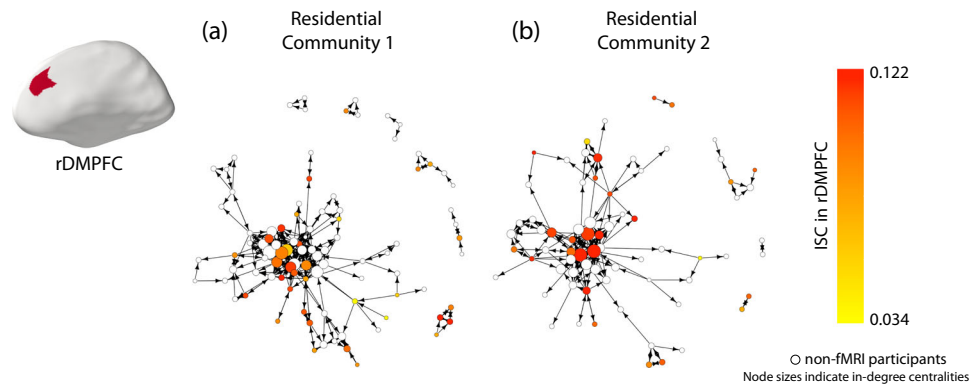 (a)
Residential
Community 1
(b)
Residential
Community 2
rDMPFC
0.122
ISC in rDMPFC
0.034
non-fMRI participants
Node sizes indicate in-degree centralities